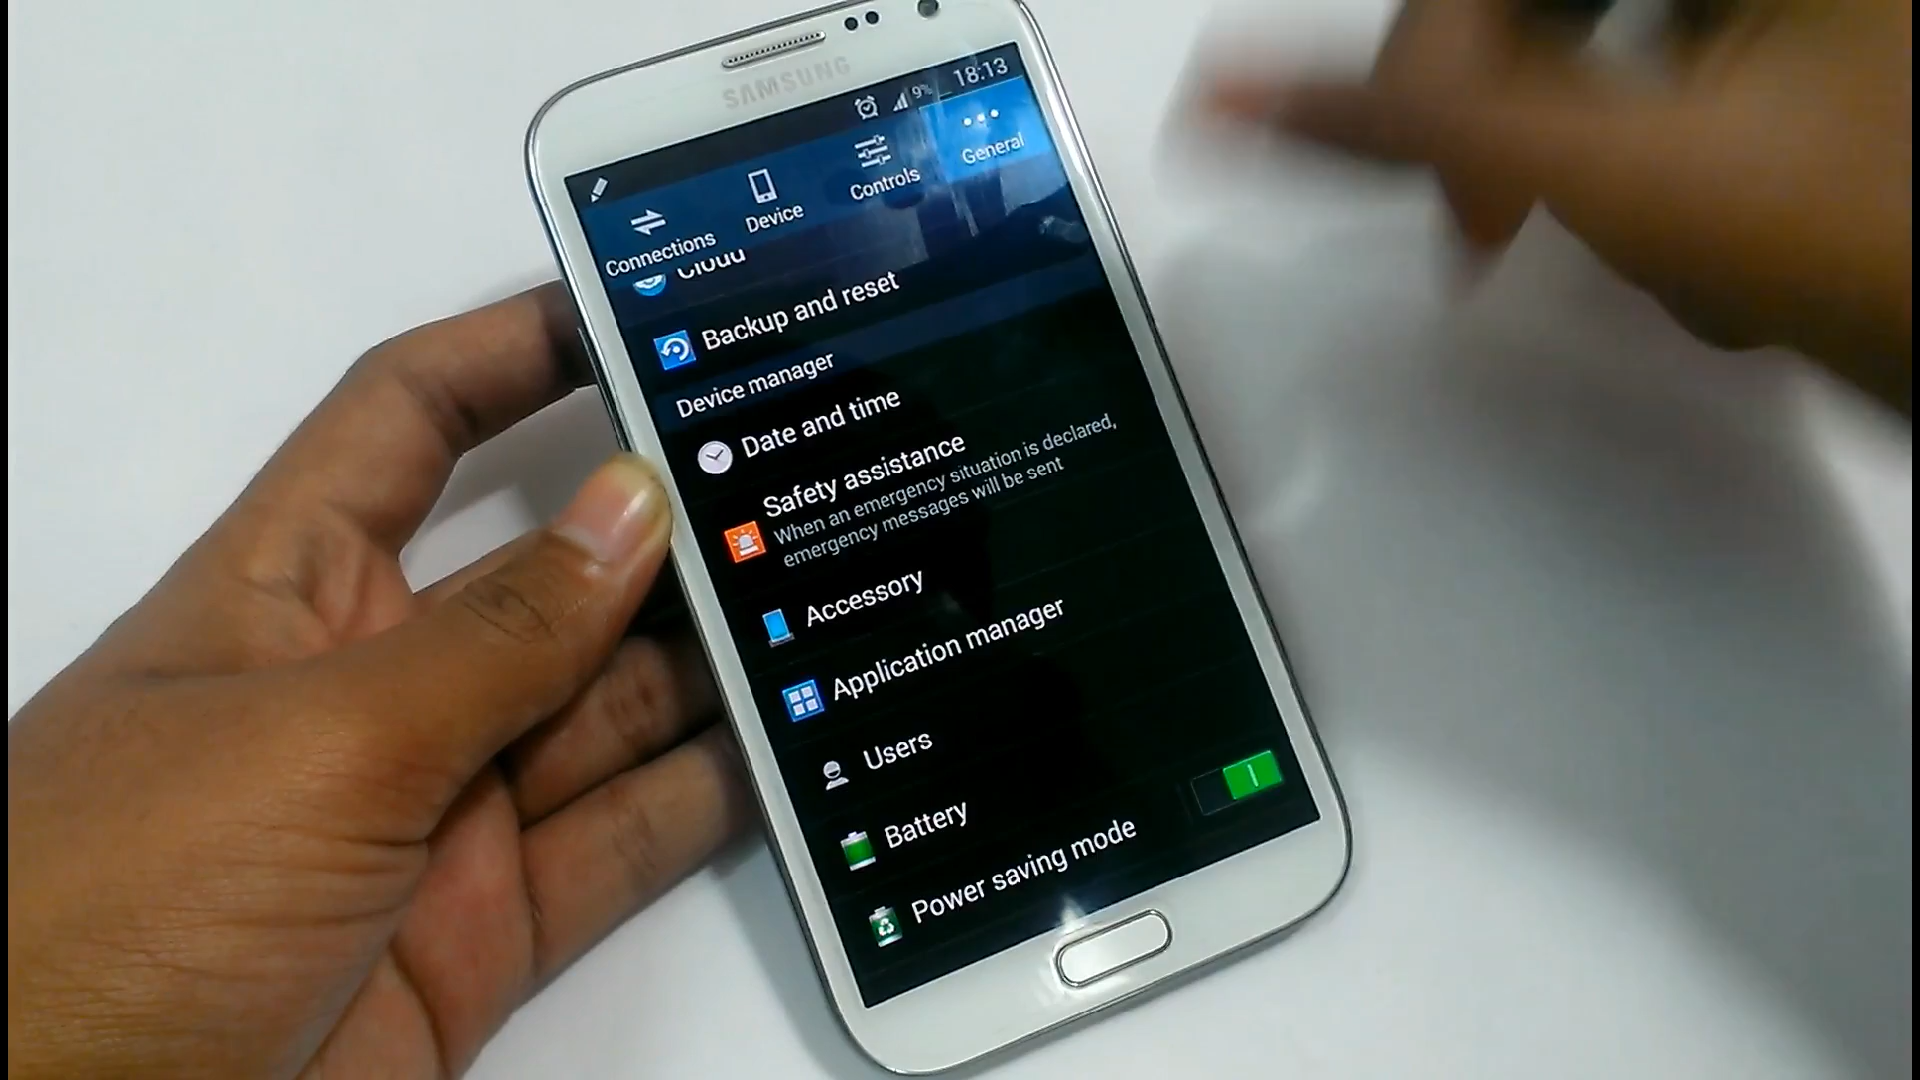 SAMSUNG
9% 18:13
Connections Device Controls General
Cloud
Backup and reset
Device manager
Date and time
Safety assistance
When an emergency situation is declared,
emergency messages will be sent
Accessory
Application manager
Users
Battery
Power saving mode